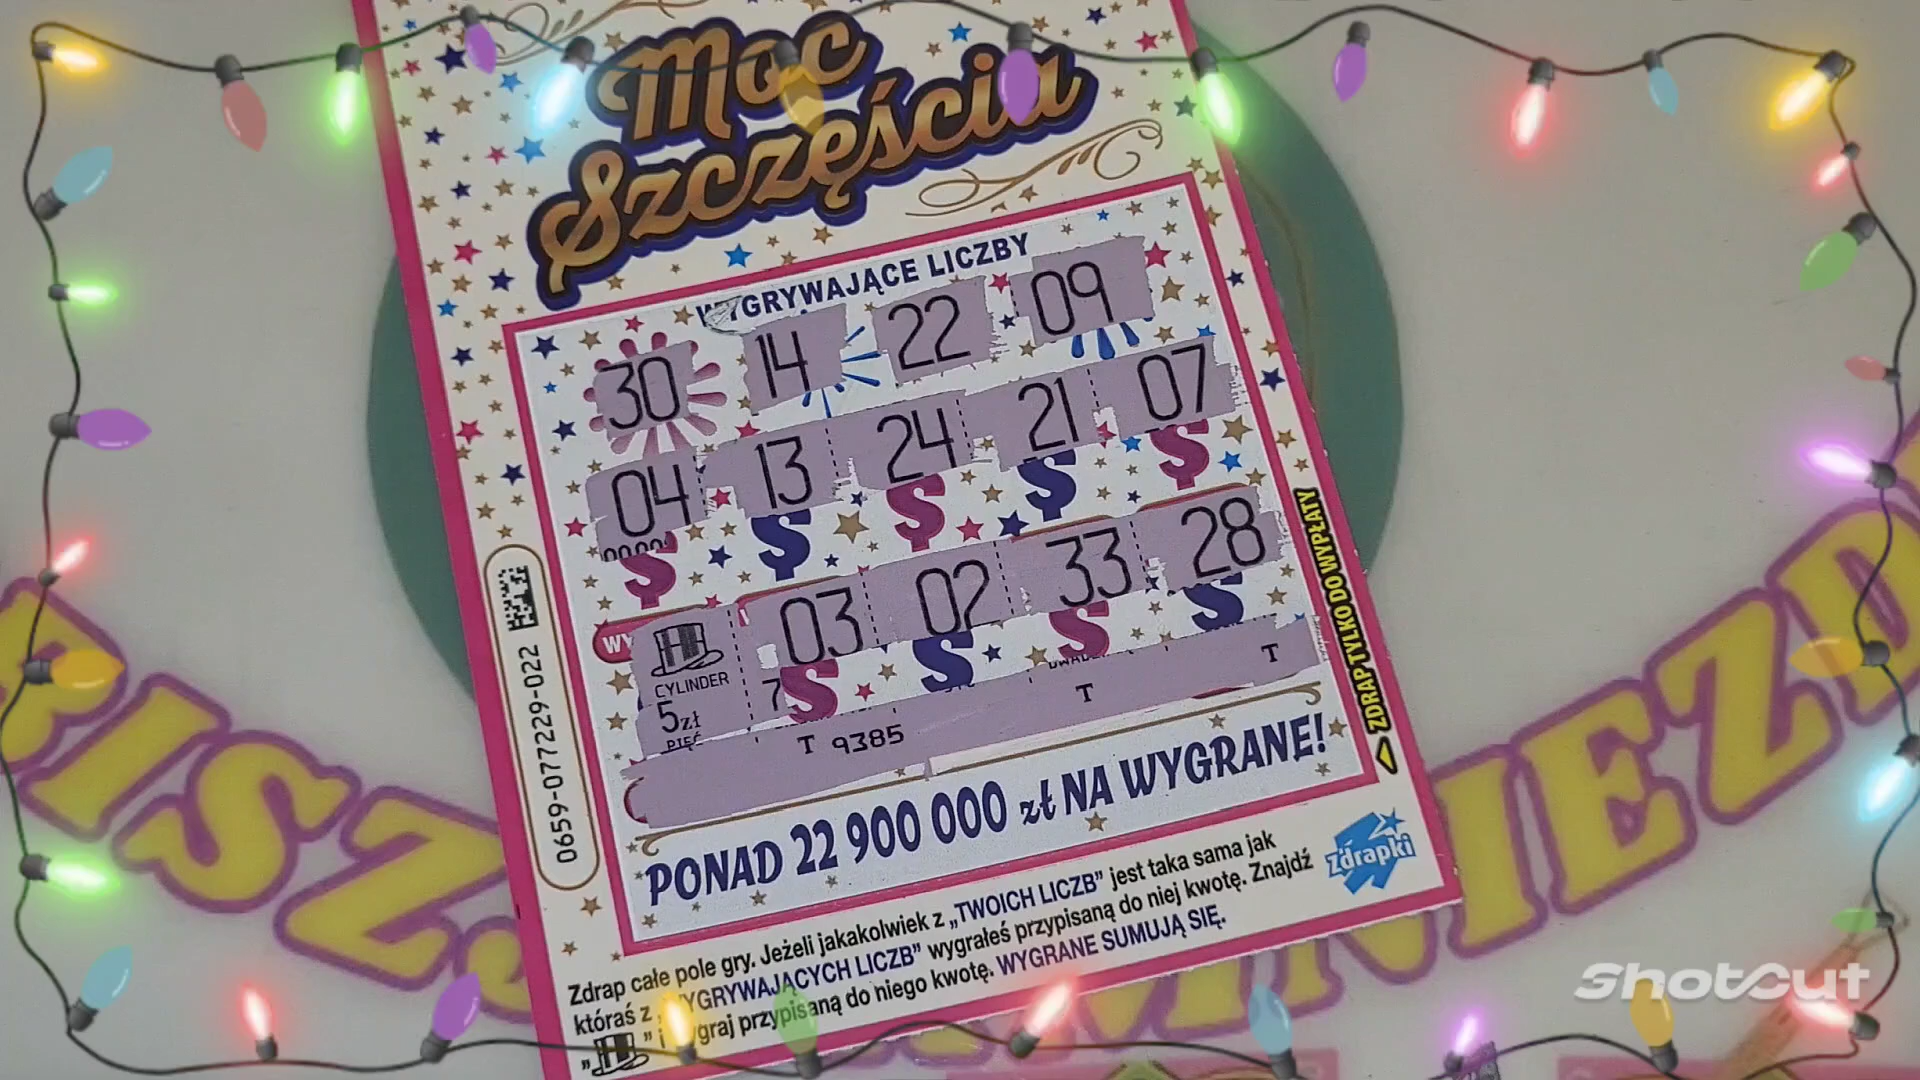 Moc
Szczęścia
WYGRYWAJĄCE LICZBY
30 14 22 09
04 13 24 21 07
$ $ $ $ $
03 02 33 28
CYLINDER
5zł
PIĘĆ
$ $ $ $
T 9385 T T
PONAD 22 900 000 zł NA WYGRANE!
Zdrap całe pole gry. Jeżeli jakakolwiek z „TWOICH LICZB” jest taka sama jak
któraś z „WYGRYWAJĄCYCH LICZB” wygrałeś przypisaną do niej kwotę. Znajdź
„ ” i wygraj przypisaną do niego kwotę. WYGRANE SUMUJĄ SIĘ.
0659-077229-022
ZDRAP TYLKO DO WYPŁATY
Zdrapki
Shotcut